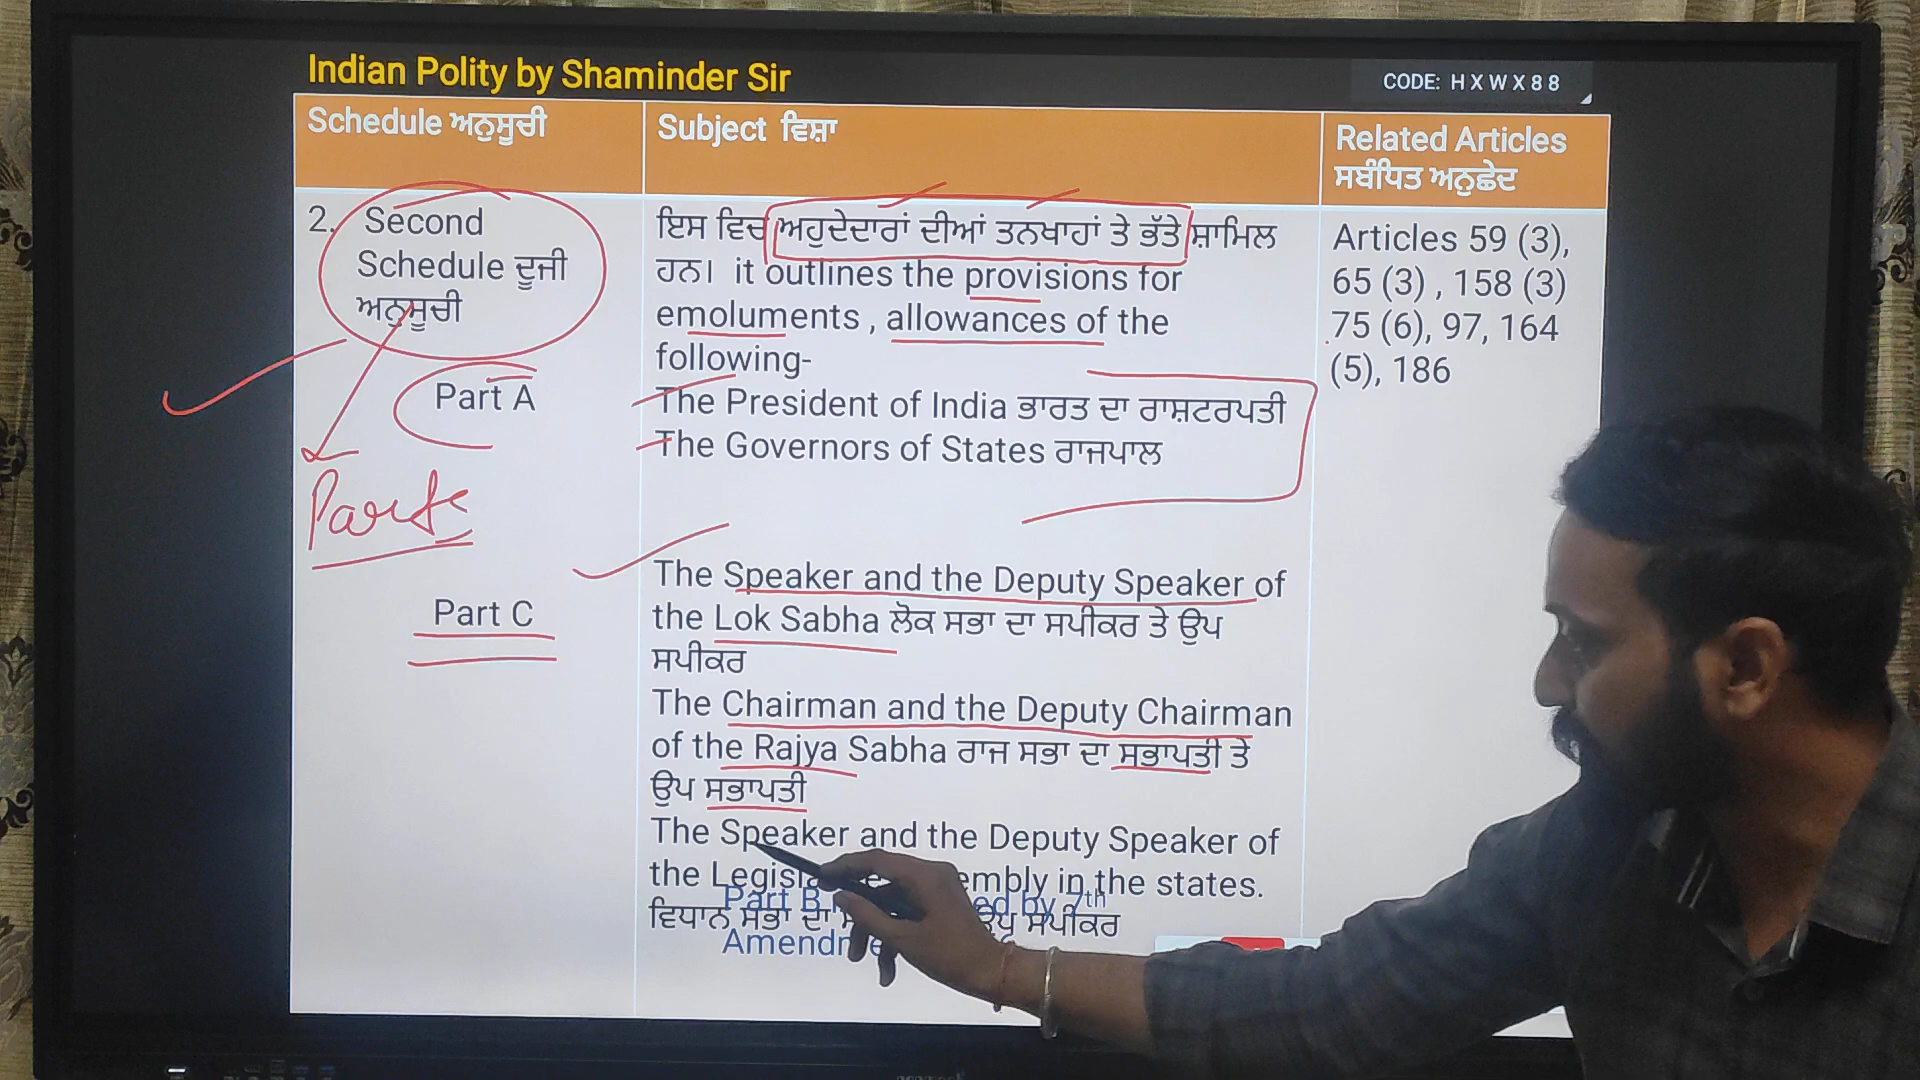 Indian Polity by Shaminder Sir
CODE: H X W X 8 8
Schedule ਅਨੁਸੂਚੀ
Subject ਵਿਸ਼ਾ
Related Articles
ਸਬੰਧਿਤ ਅਨੁਛੇਦ
2. Second
Schedule ਦੂਜੀ
ਅਨੁਸੂਚੀ
Part A
Parts
Part C
ਇਸ ਵਿਚ ਅਹੁਦੇਦਾਰਾਂ ਦੀਆਂ ਤਨਖਾਹਾਂ ਤੇ ਭੱਤੇ ਸ਼ਾਮਿਲ
ਹਨ। it outlines the provisions for
emoluments , allowances of the
following-
The President of India ਭਾਰਤ ਦਾ ਰਾਸ਼ਟਰਪਤੀ
The Governors of States ਰਾਜਪਾਲ
The Speaker and the Deputy Speaker of
the Lok Sabha ਲੋਕ ਸਭਾ ਦਾ ਸਪੀਕਰ ਤੇ ਉਪ
ਸਪੀਕਰ
The Chairman and the Deputy Chairman
of the Rajya Sabha ਰਾਜ ਸਭਾ ਦਾ ਸਭਾਪਤੀ ਤੇ
ਉਪ ਸਭਾਪਤੀ
The Speaker and the Deputy Speaker of
the in the states.
ਵਿਧਾਨ ਸਭਾ ਦਾ ਉਪ ਸਪੀਕਰ
Part B by 7th
Articles 59 (3),
65 (3) , 158 (3)
75 (6), 97, 164
(5), 186